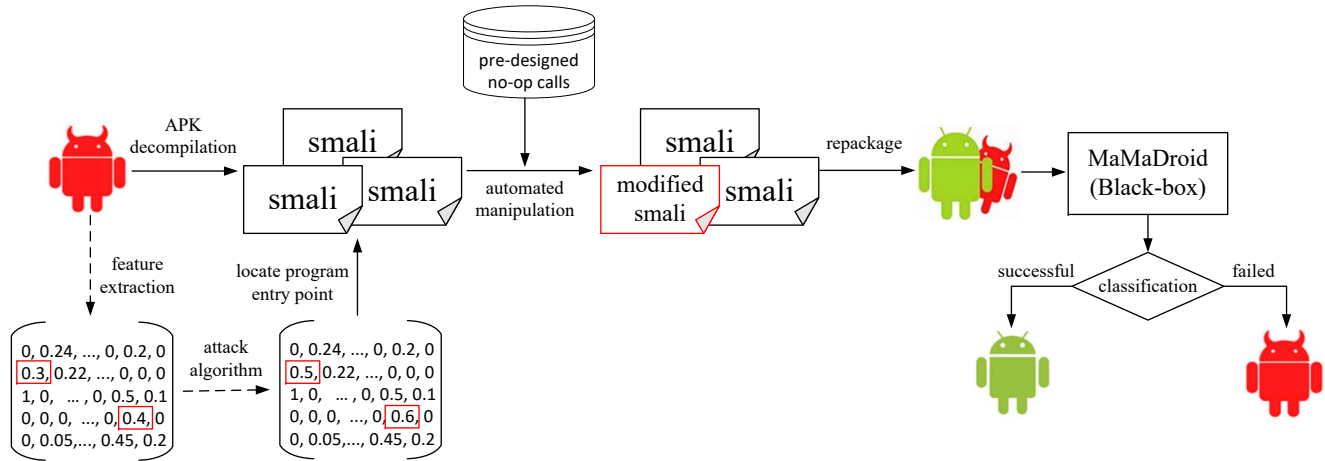 pre-designed
no-op calls
APK
decompilation
smali
smali
smali
automated
manipulation
smali
modified
smali
smali
repackage
MaMaDroid
(Black-box)
feature
extraction
locate program
entry point
successful
classification
failed
0, 0.24, ..., 0, 0.2, 0
0.3, 0.22, ..., 0, 0, 0
1, 0, ... , 0, 0.5, 0.1
0, 0, 0, ..., 0, 0.4, 0
0, 0.05,..., 0.45, 0.2
attack
algorithm
0, 0.24, ..., 0, 0.2, 0
0.5, 0.22, ..., 0, 0, 0
1, 0, ... , 0, 0.5, 0.1
0, 0, 0, ..., 0, 0.6, 0
0, 0.05,..., 0.45, 0.2